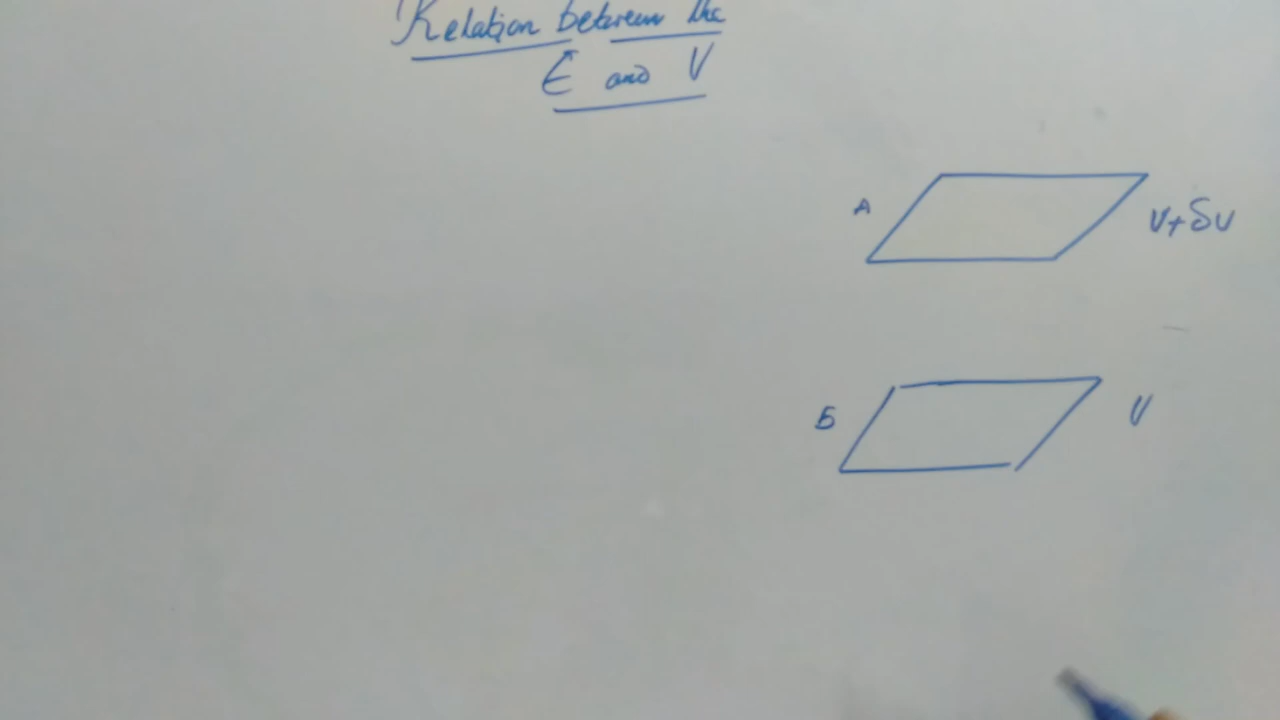 Relation between the
E and V
A
V+δV
B
V